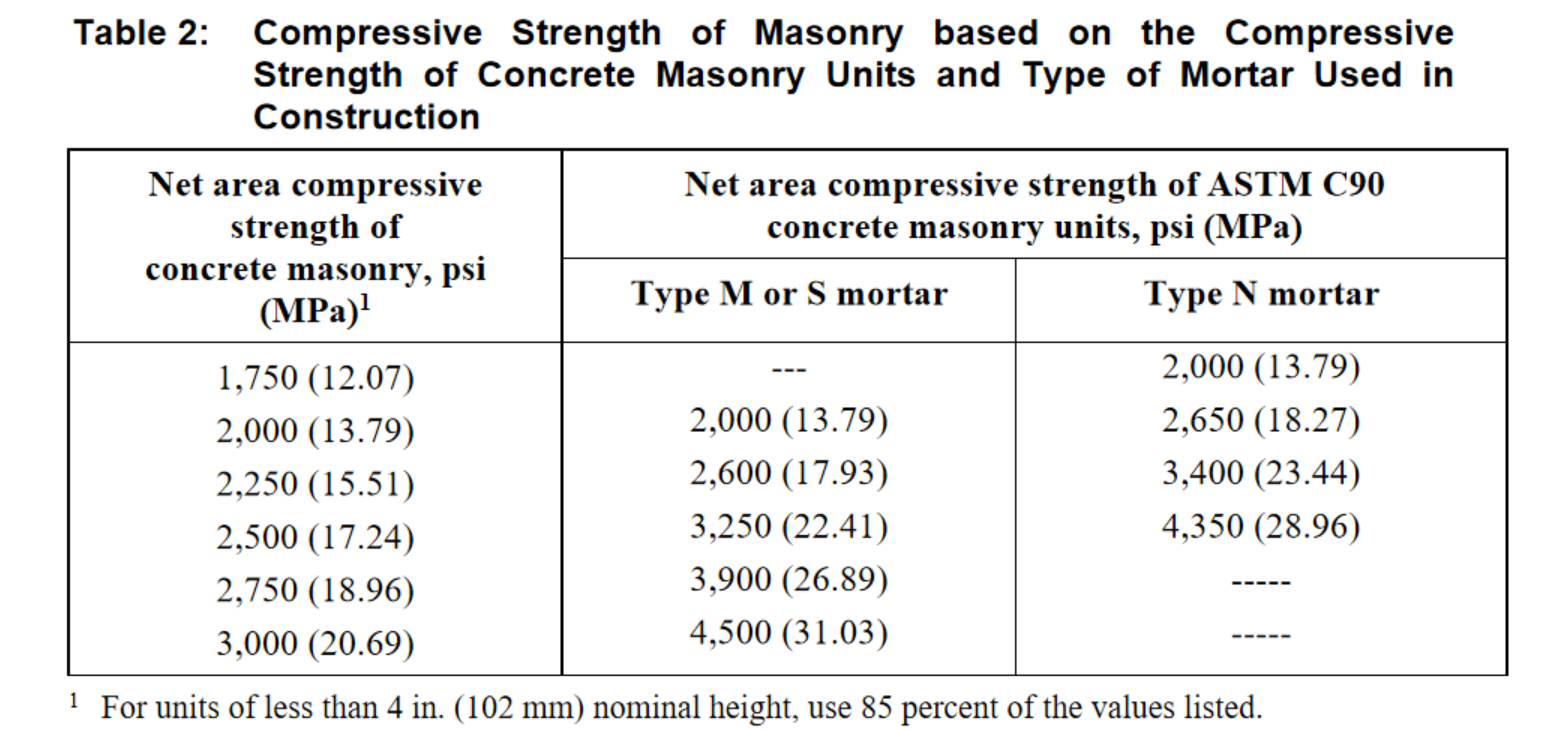 Table 2: Compressive Strength of Masonry based on the Compressive
Strength of Concrete Masonry Units and Type of Mortar Used in
Construction
Net area compressive
strength of
concrete masonry, psi
(MPa)¹
Net area compressive strength of ASTM C90
concrete masonry units, psi (MPa)
Type M or S mortar Type N mortar
1,750 (12.07) --- 2,000 (13.79)
2,000 (13.79) 2,000 (13.79) 2,650 (18.27)
2,250 (15.51) 2,600 (17.93) 3,400 (23.44)
2,500 (17.24) 3,250 (22.41) 4,350 (28.96)
2,750 (18.96) 3,900 (26.89) -----
3,000 (20.69) 4,500 (31.03) -----
¹ For units of less than 4 in. (102 mm) nominal height, use 85 percent of the values listed.